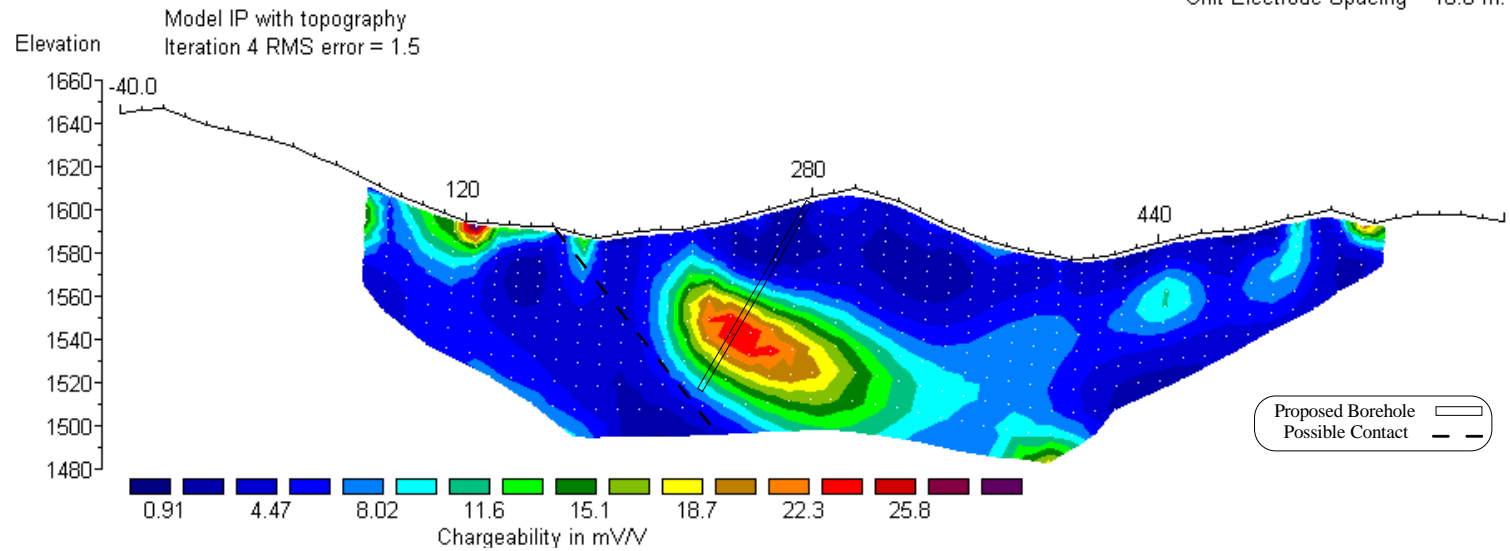 Model IP with topography
Elevation
Iteration 4 RMS error = 1.5
1660
-40.0
1640
1620
280
120
1600
440
1580
1560
1540
1520
1500
1480
Proposed Borehole
Possible Contact
0.91 4.47 8.02 11.6 15.1 18.7 22.3 25.8
Chargeability in mV/V